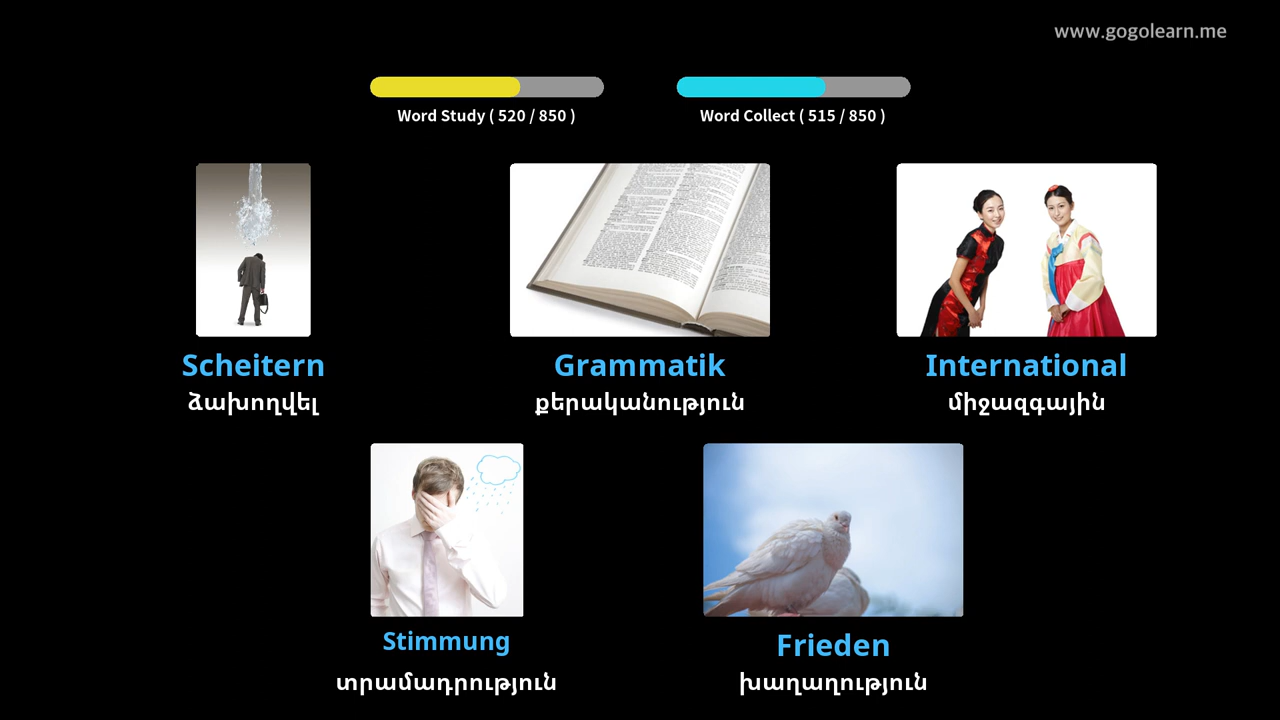 www.gogolearn.me
Word Study ( 520 / 850 )
Word Collect ( 515 / 850 )
Scheitern
ձախողվել
Grammatik
քերականություն
International
միջազգային
Stimmung
տրամադրություն
Frieden
խաղաղություն